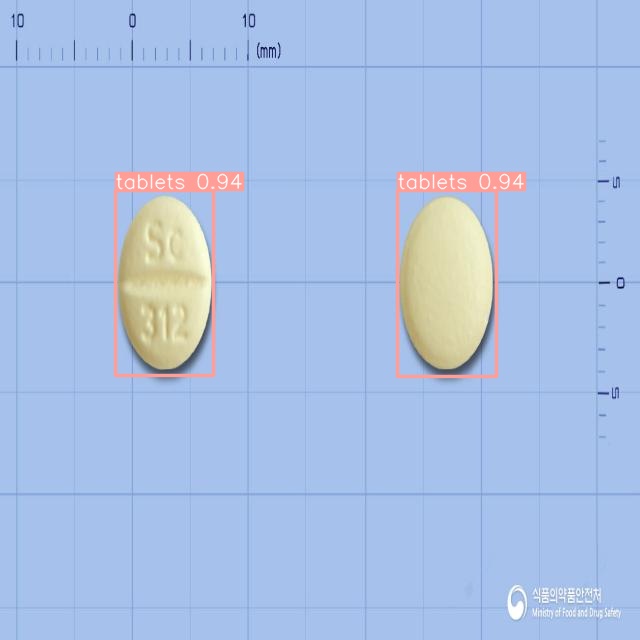 10 0 10 (mm)
tablets 0.94
tablets 0.94
Sc
312
5
0
5
식품의약품안전처
Ministry of Food and Drug Safety